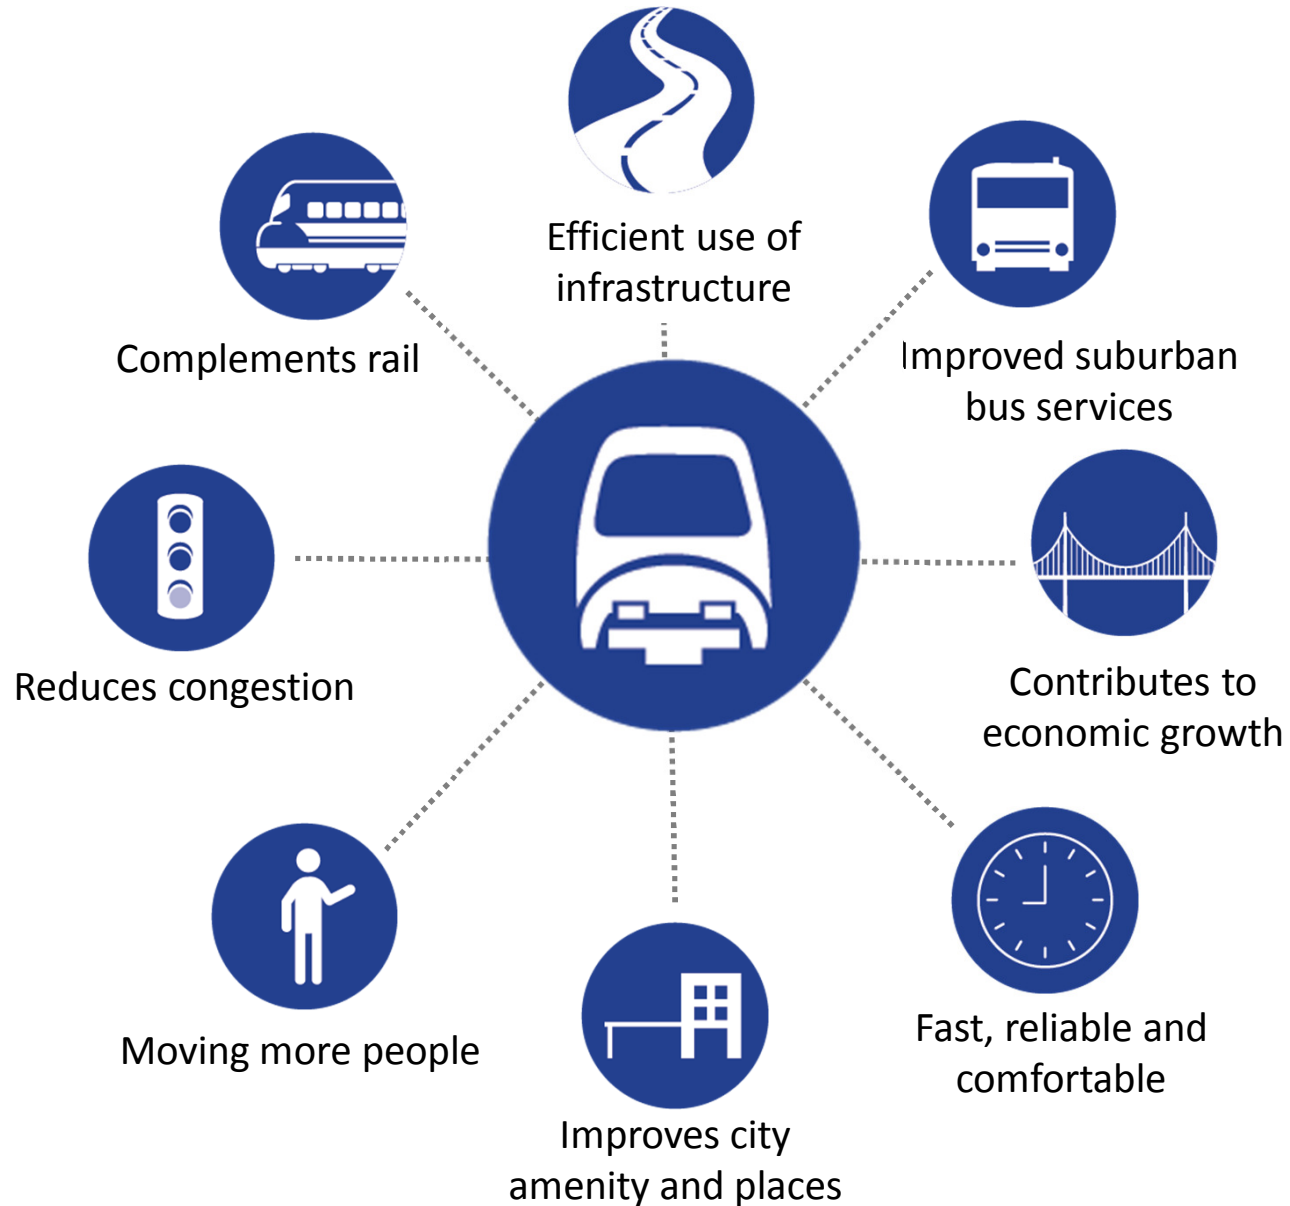 Efficient use of
infrastructure
Complements rail
Improved suburban
bus services
Reduces congestion
Contributes to
economic growth
Moving more people
Fast, reliable and
comfortable
Improves city
amenity and places